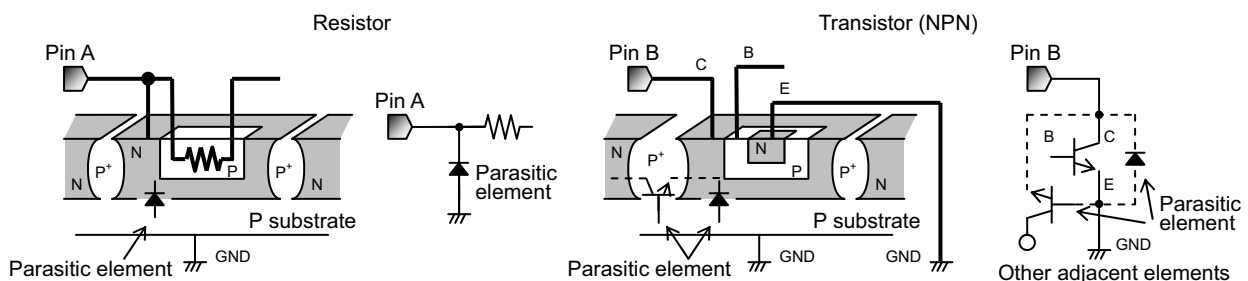 Resistor
Transistor (NPN)
Pin A
Pin B
C
B
E
Pin B
Pin A
N
P
P+
P+
N
N
N
P
P+
P+
N
N
N
B
C
E
Parasitic
element
Parasitic
element
P substrate
P substrate
GND
GND
GND
GND
Parasitic element
Parasitic element
Other adjacent elements